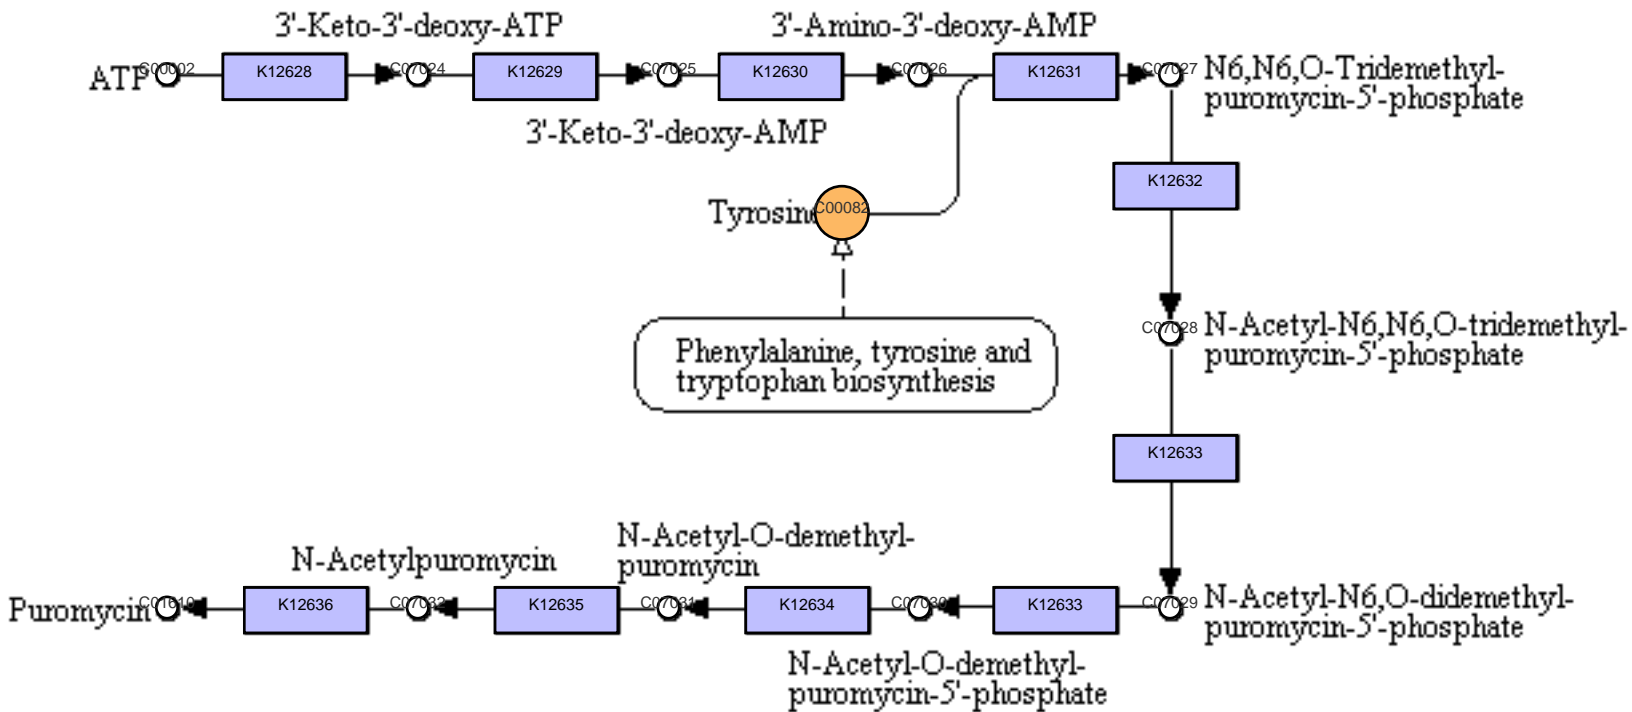 3'-Keto-3'-deoxy-ATP
3'-Amino-3'-deoxy-AMP
ATP
C00002
K12628
C07024
K12629
C07025
K12630
C07026
K12631
C07027
N6,N6,O-Tridemethyl-
puromycin-5'-phosphate
3'-Keto-3'-deoxy-AMP
K12632
Tyrosine
C00082
C07028
N-Acetyl-N6,N6,O-tridemethyl-
puromycin-5'-phosphate
Phenylalanine, tyrosine and
tryptophan biosynthesis
K12633
N-Acetyl-O-demethyl-
puromycin
N-Acetylpuromycin
Puromycin
C01610
K12636
C07032
K12635
C07031
K12634
C07030
K12633
C07029
N-Acetyl-N6,O-didemethyl-
puromycin-5'-phosphate
N-Acetyl-O-demethyl-
puromycin-5'-phosphate